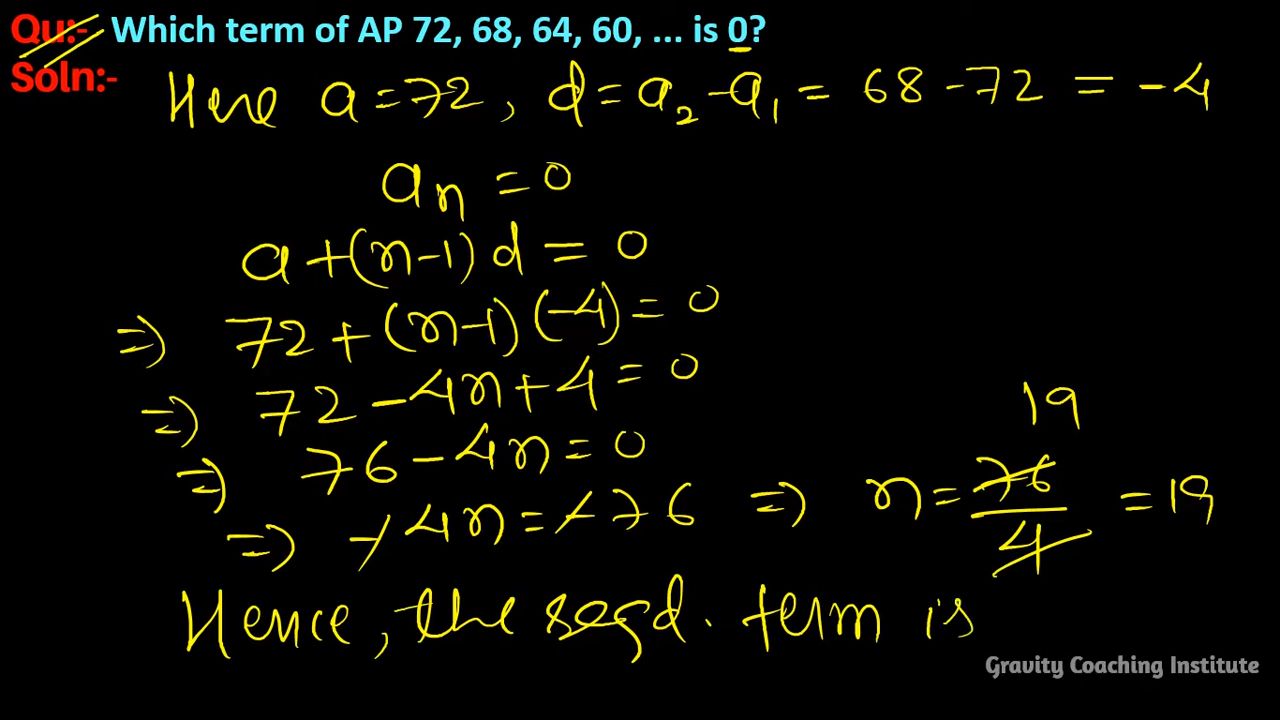 Qu:- Which term of AP 72, 68, 64, 60, ... is 0?
Soln:- Here a = 72, d = a₂ - a₁ = 68 - 72 = -4
aₙ = 0
a + (n-1) d = 0
⇒ 72 + (n-1) (-4) = 0
⇒ 72 - 4n + 4 = 0
⇒ 76 - 4n = 0
⇒ -4n = -76 ⇒ n = 76/4 = 19
19
Hence, the reqd. term is
Gravity Coaching Institute